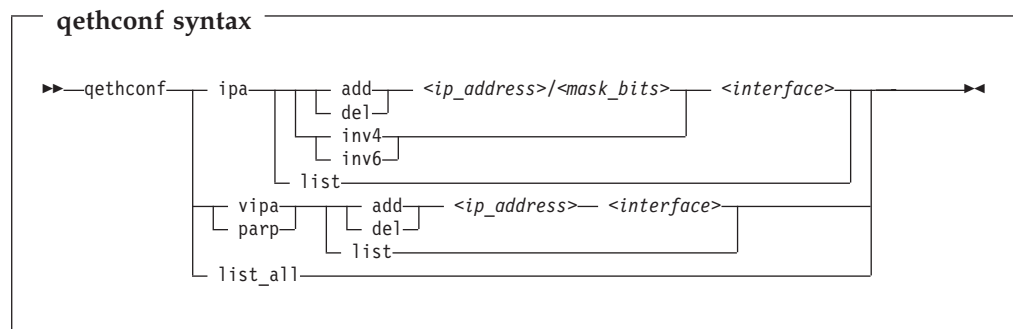 qethconf syntax
qethconf ipa add <ip_address>/<mask_bits> <interface>
del
inv4
inv6
list
vipa add <ip_address> <interface>
parp del
list
list_all